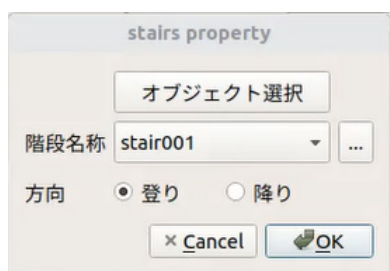 stairs property
オブジェクト選択
階段名称 stair001 ...
方向 登り 降り
Cancel OK